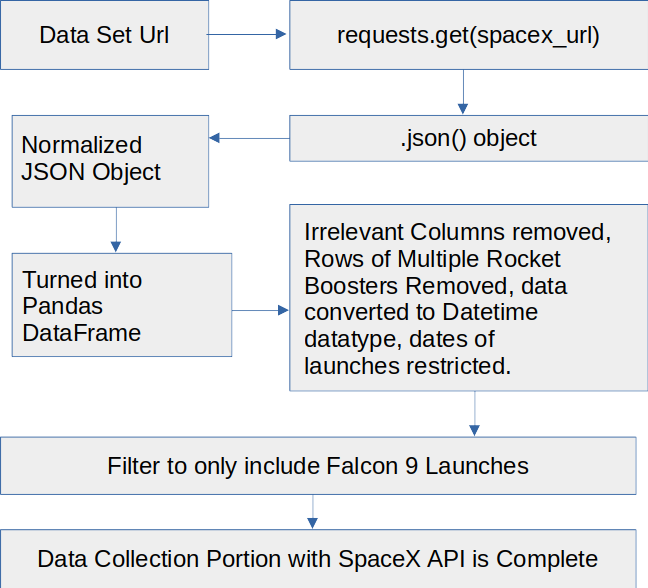 Data Set Url
requests.get(spacex_url)
.json() object
Normalized
JSON Object
Turned into
Pandas
DataFrame
Irrelevant Columns removed,
Rows of Multiple Rocket
Boosters Removed, data
converted to Datetime
datatype, dates of
launches restricted.
Filter to only include Falcon 9 Launches
Data Collection Portion with SpaceX API is Complete